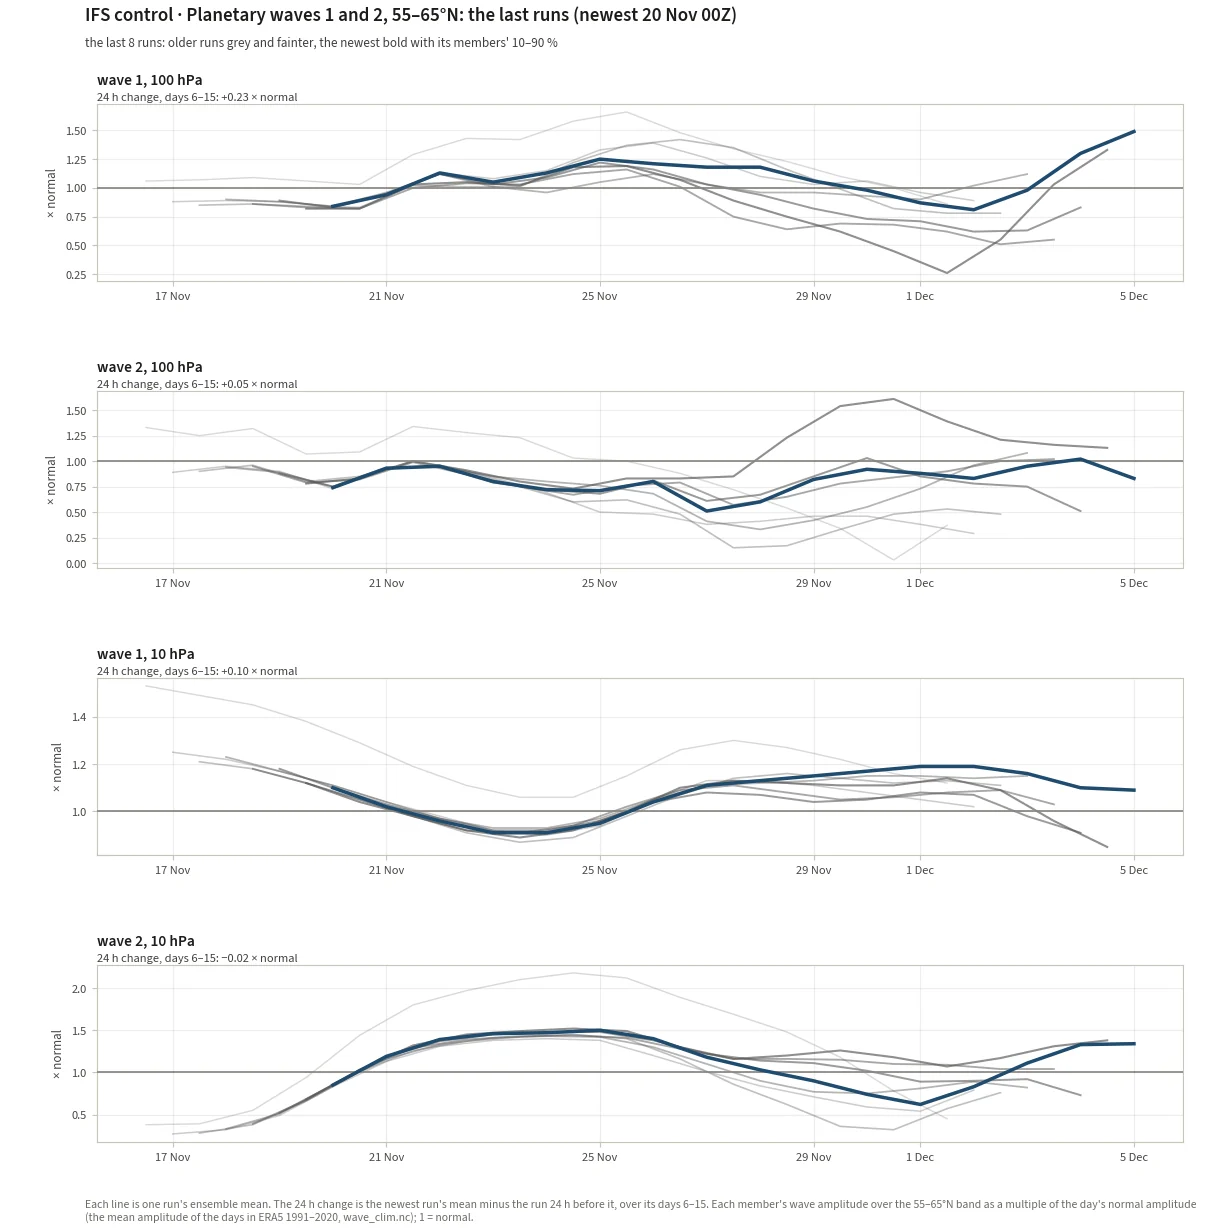 IFS control · Planetary waves 1 and 2, 55–65°N: the last runs (newest 20 Nov 00Z)
the last 8 runs: older runs grey and fainter, the newest bold with its members' 10–90 %
wave 1, 100 hPa
24 h change, days 6–15: +0.23 × normal
× normal
1.50
1.25
1.00
0.75
0.50
0.25
17 Nov 21 Nov 25 Nov 29 Nov 1 Dec 5 Dec
wave 2, 100 hPa
24 h change, days 6–15: +0.05 × normal
× normal
1.50
1.25
1.00
0.75
0.50
0.25
0.00
17 Nov 21 Nov 25 Nov 29 Nov 1 Dec 5 Dec
wave 1, 10 hPa
24 h change, days 6–15: +0.10 × normal
× normal
1.4
1.2
1.0
17 Nov 21 Nov 25 Nov 29 Nov 1 Dec 5 Dec
wave 2, 10 hPa
24 h change, days 6–15: −0.02 × normal
× normal
2.0
1.5
1.0
0.5
17 Nov 21 Nov 25 Nov 29 Nov 1 Dec 5 Dec
Each line is one run's ensemble mean. The 24 h change is the newest run's mean minus the run 24 h before it, over its days 6–15. Each member's wave amplitude over the 55–65°N band as a multiple of the day's normal amplitude
(the mean amplitude of the days in ERA5 1991–2020, wave_clim.nc); 1 = normal.